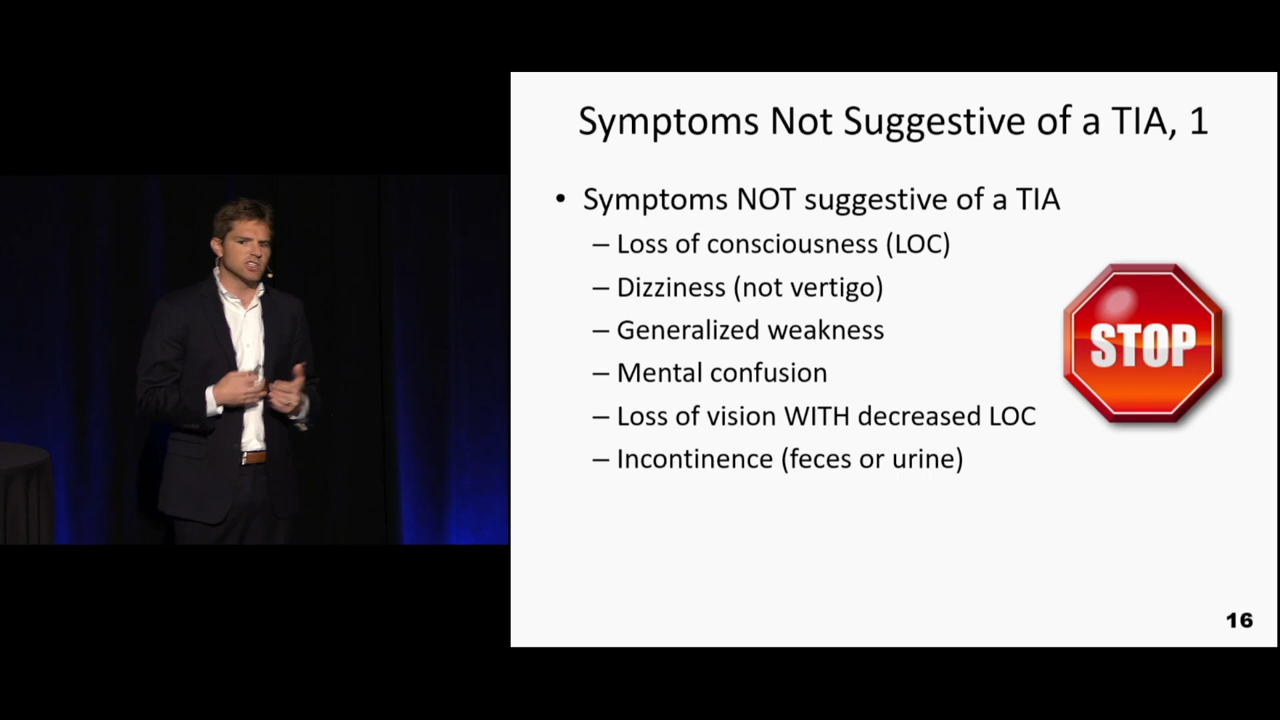 Symptoms Not Suggestive of a TIA, 1
• Symptoms NOT suggestive of a TIA
– Loss of consciousness (LOC)
– Dizziness (not vertigo)
– Generalized weakness
– Mental confusion
– Loss of vision WITH decreased LOC
– Incontinence (feces or urine)
STOP
16